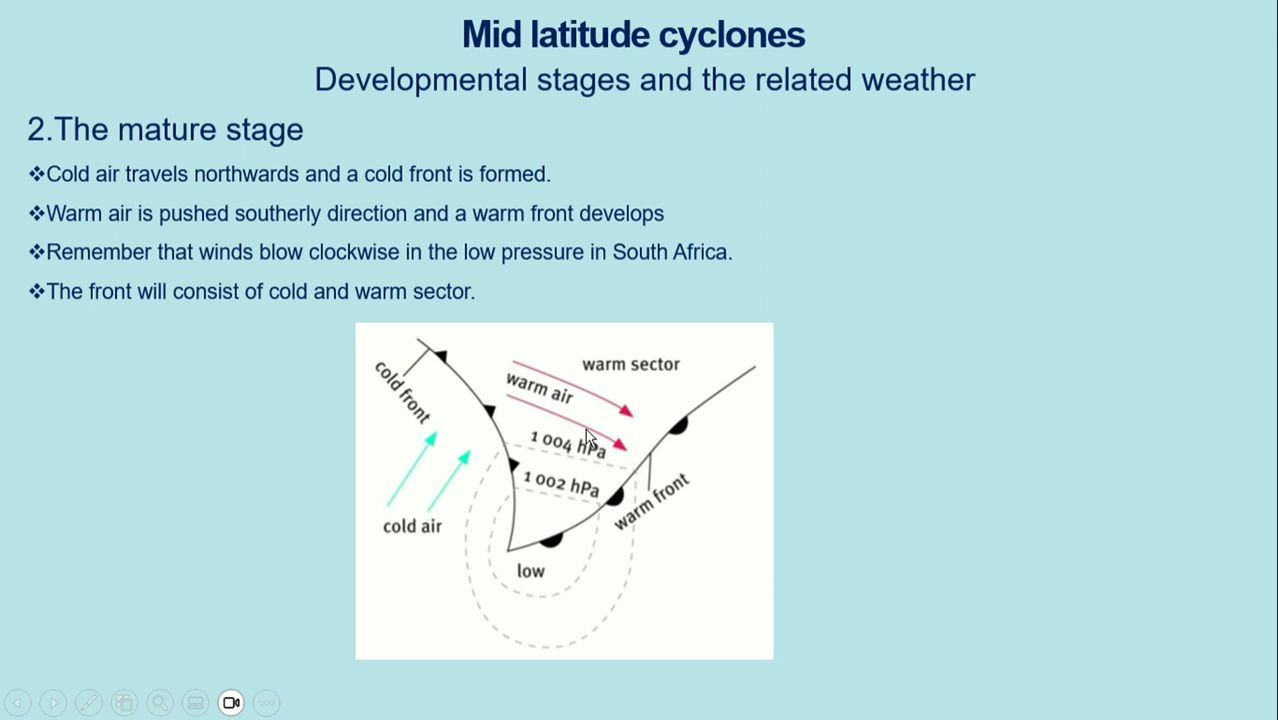 Mid latitude cyclones
Developmental stages and the related weather
2.The mature stage
❖Cold air travels northwards and a cold front is formed.
❖Warm air is pushed southerly direction and a warm front develops
❖Remember that winds blow clockwise in the low pressure in South Africa.
❖The front will consist of cold and warm sector.
cold front
warm sector
warm air
1 004 hPa
1 002 hPa
warm front
cold air
low